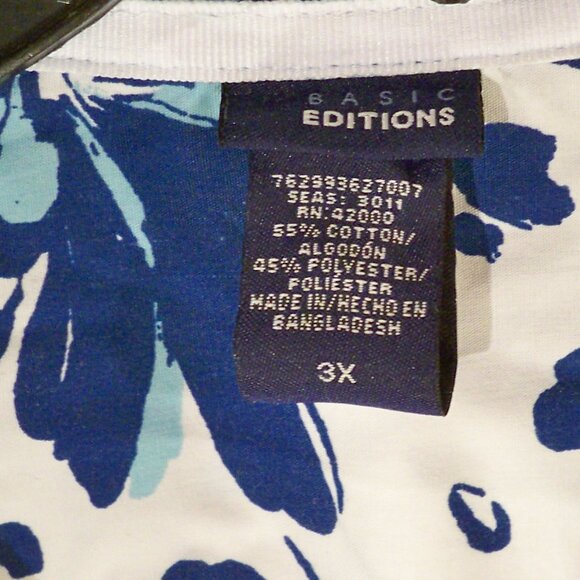 BASIC
EDITIONS
762993627007
SEAS: 3011
RN:42000
55% COTTON/
ALGODÓN
45% POLYESTER/
POLIÉSTER
MADE IN/HECHO EN
BANGLADESH
3X